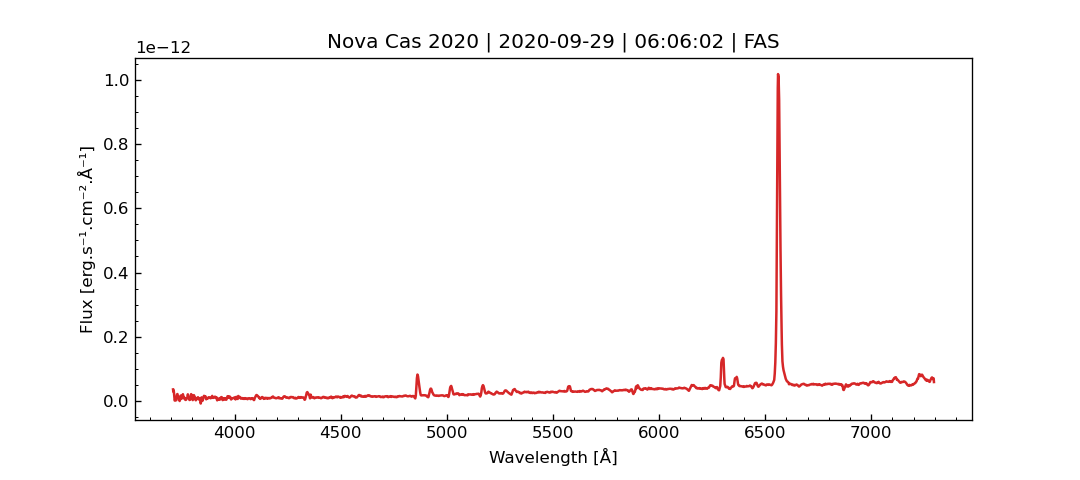 Nova Cas 2020 | 2020-09-29 | 06:06:02 | FAS
1e−12
1.0
0.8
0.6
0.4
0.2
0.0
Flux [erg.s⁻¹.cm⁻².Å⁻¹]
4000 4500 5000 5500 6000 6500 7000
Wavelength [Å]